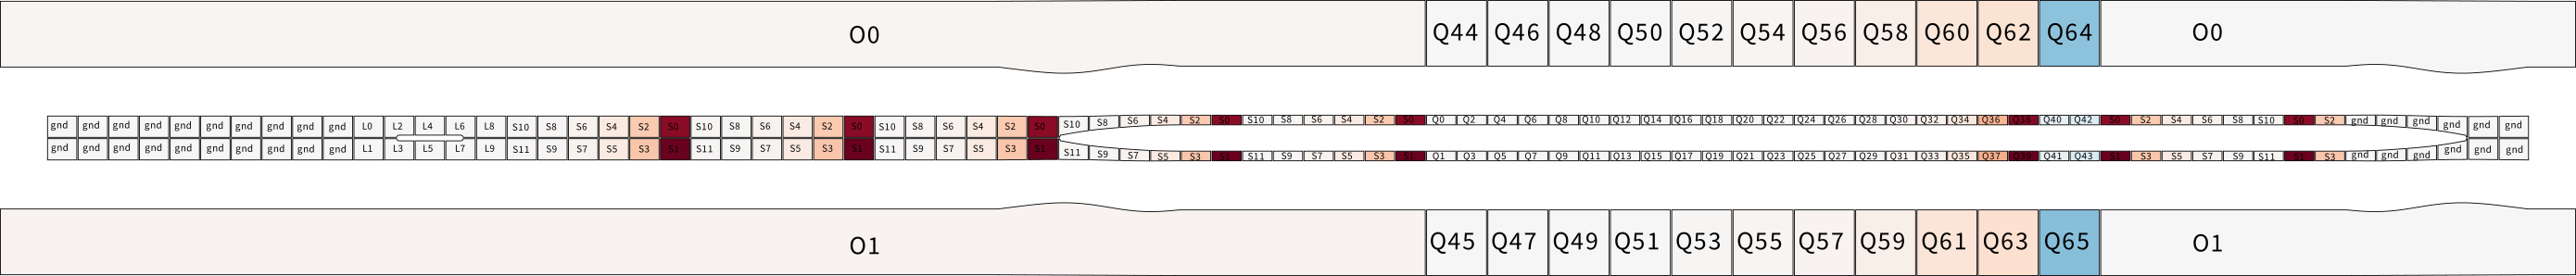 O0 Q44 Q46 Q48 Q50 Q52 Q54 Q56 Q58 Q60 Q62 Q64 O0
gnd gnd gnd gnd gnd gnd gnd gnd gnd gnd L0 L2 L4 L6 L8 S10 S8 S6 S4 S2 S0 S10 S8 S6 S4 S2 S0 S10 S8 S6 S4 S2 S0 S10 S8 S6 S4 S2 S0 S10 S8 S6 S4 S2 S0 Q0 Q2 Q4 Q6 Q8 Q10 Q12 Q14 Q16 Q18 Q20 Q22 Q24 Q26 Q28 Q30 Q32 Q34 Q36 Q38 Q40 Q42 S0 S2 S4 S6 S8 S10 S0 S2 gnd gnd gnd gnd gnd gnd
gnd gnd gnd gnd gnd gnd gnd gnd gnd gnd L1 L3 L5 L7 L9 S11 S9 S7 S5 S3 S1 S11 S9 S7 S5 S3 S1 S11 S9 S7 S5 S3 S1 S11 S9 S7 S5 S3 S1 S11 S9 S7 S5 S3 S1 Q1 Q3 Q5 Q7 Q9 Q11 Q13 Q15 Q17 Q19 Q21 Q23 Q25 Q27 Q29 Q31 Q33 Q35 Q37 Q39 Q41 Q43 S1 S3 S5 S7 S9 S11 S1 S3 gnd gnd gnd gnd gnd gnd
O1 Q45 Q47 Q49 Q51 Q53 Q55 Q57 Q59 Q61 Q63 Q65 O1